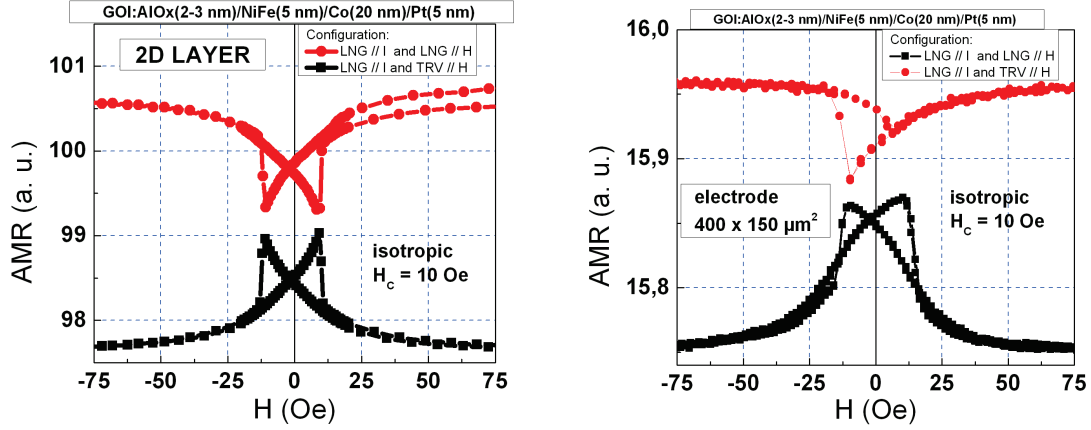 GOI:AlOx(2-3 nm)/NiFe(5 nm)/Co(20 nm)/Pt(5 nm)
Configuration:
LNG // I and LNG // H
LNG // I and TRV // H
2D LAYER
101
100
99
98
AMR (a. u.)
isotropic
HC = 10 Oe
-75 -50 -25 0 25 50 75
H (Oe)
GOI:AlOx(2-3 nm)/NiFe(5 nm)/Co(20 nm)/Pt(5 nm)
Configuration:
LNG // I and LNG // H
LNG // I and TRV // H
16,0
15,9
15,8
AMR (a. u.)
electrode
400 x 150 µm²
isotropic
HC = 10 Oe
-75 -50 -25 0 25 50 75
H (Oe)